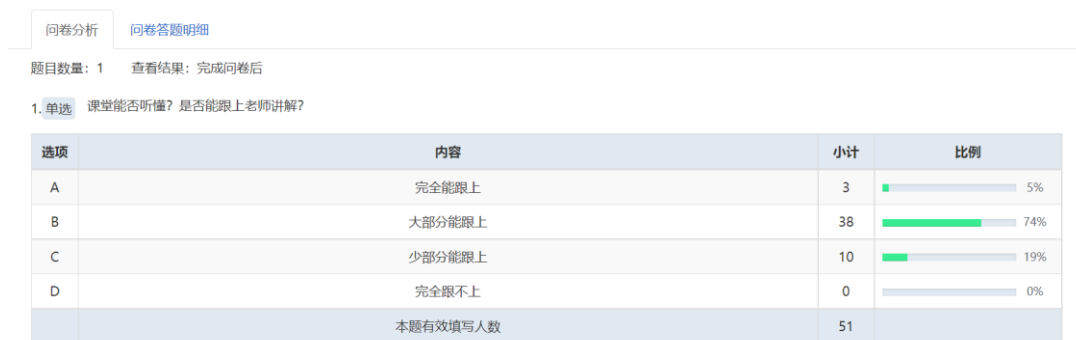 问卷分析 问卷答题明细
题目数量：1 查看结果：完成问卷后
1. 单选 课堂能否听懂？是否能跟上老师讲解？
选项 内容 小计 比例
A 完全能跟上 3 5%
B 大部分能跟上 38 74%
C 少部分能跟上 10 19%
D 完全跟不上 0 0%
本题有效填写人数 51